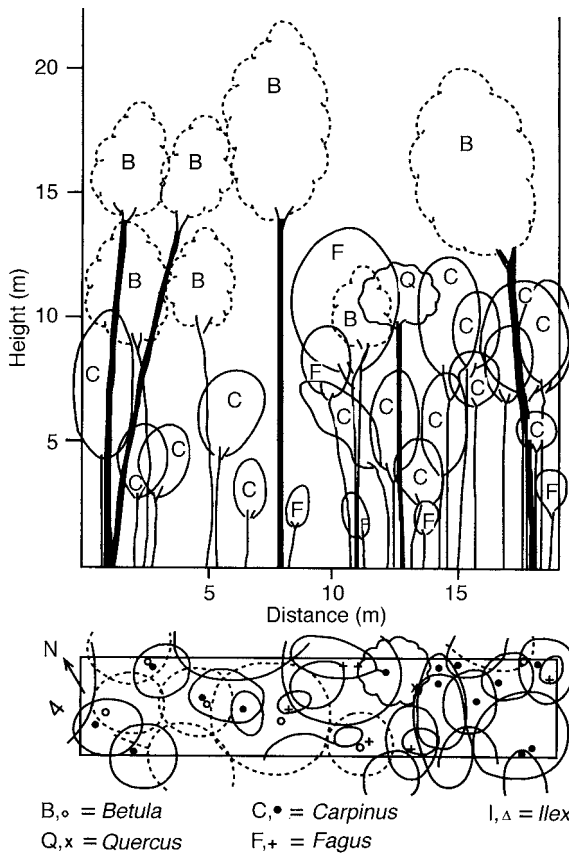 Height (m)
20
B
B
B B
15
F
B B Q C
C
10
B C C
C F C
C
C
C C C
C
5
C
C
C C F
F F F
5 10 15
Distance (m)
N
4
B,○ = Betula C,● = Carpinus I,△ = Ilex
Q,x = Quercus F,+ = Fagus